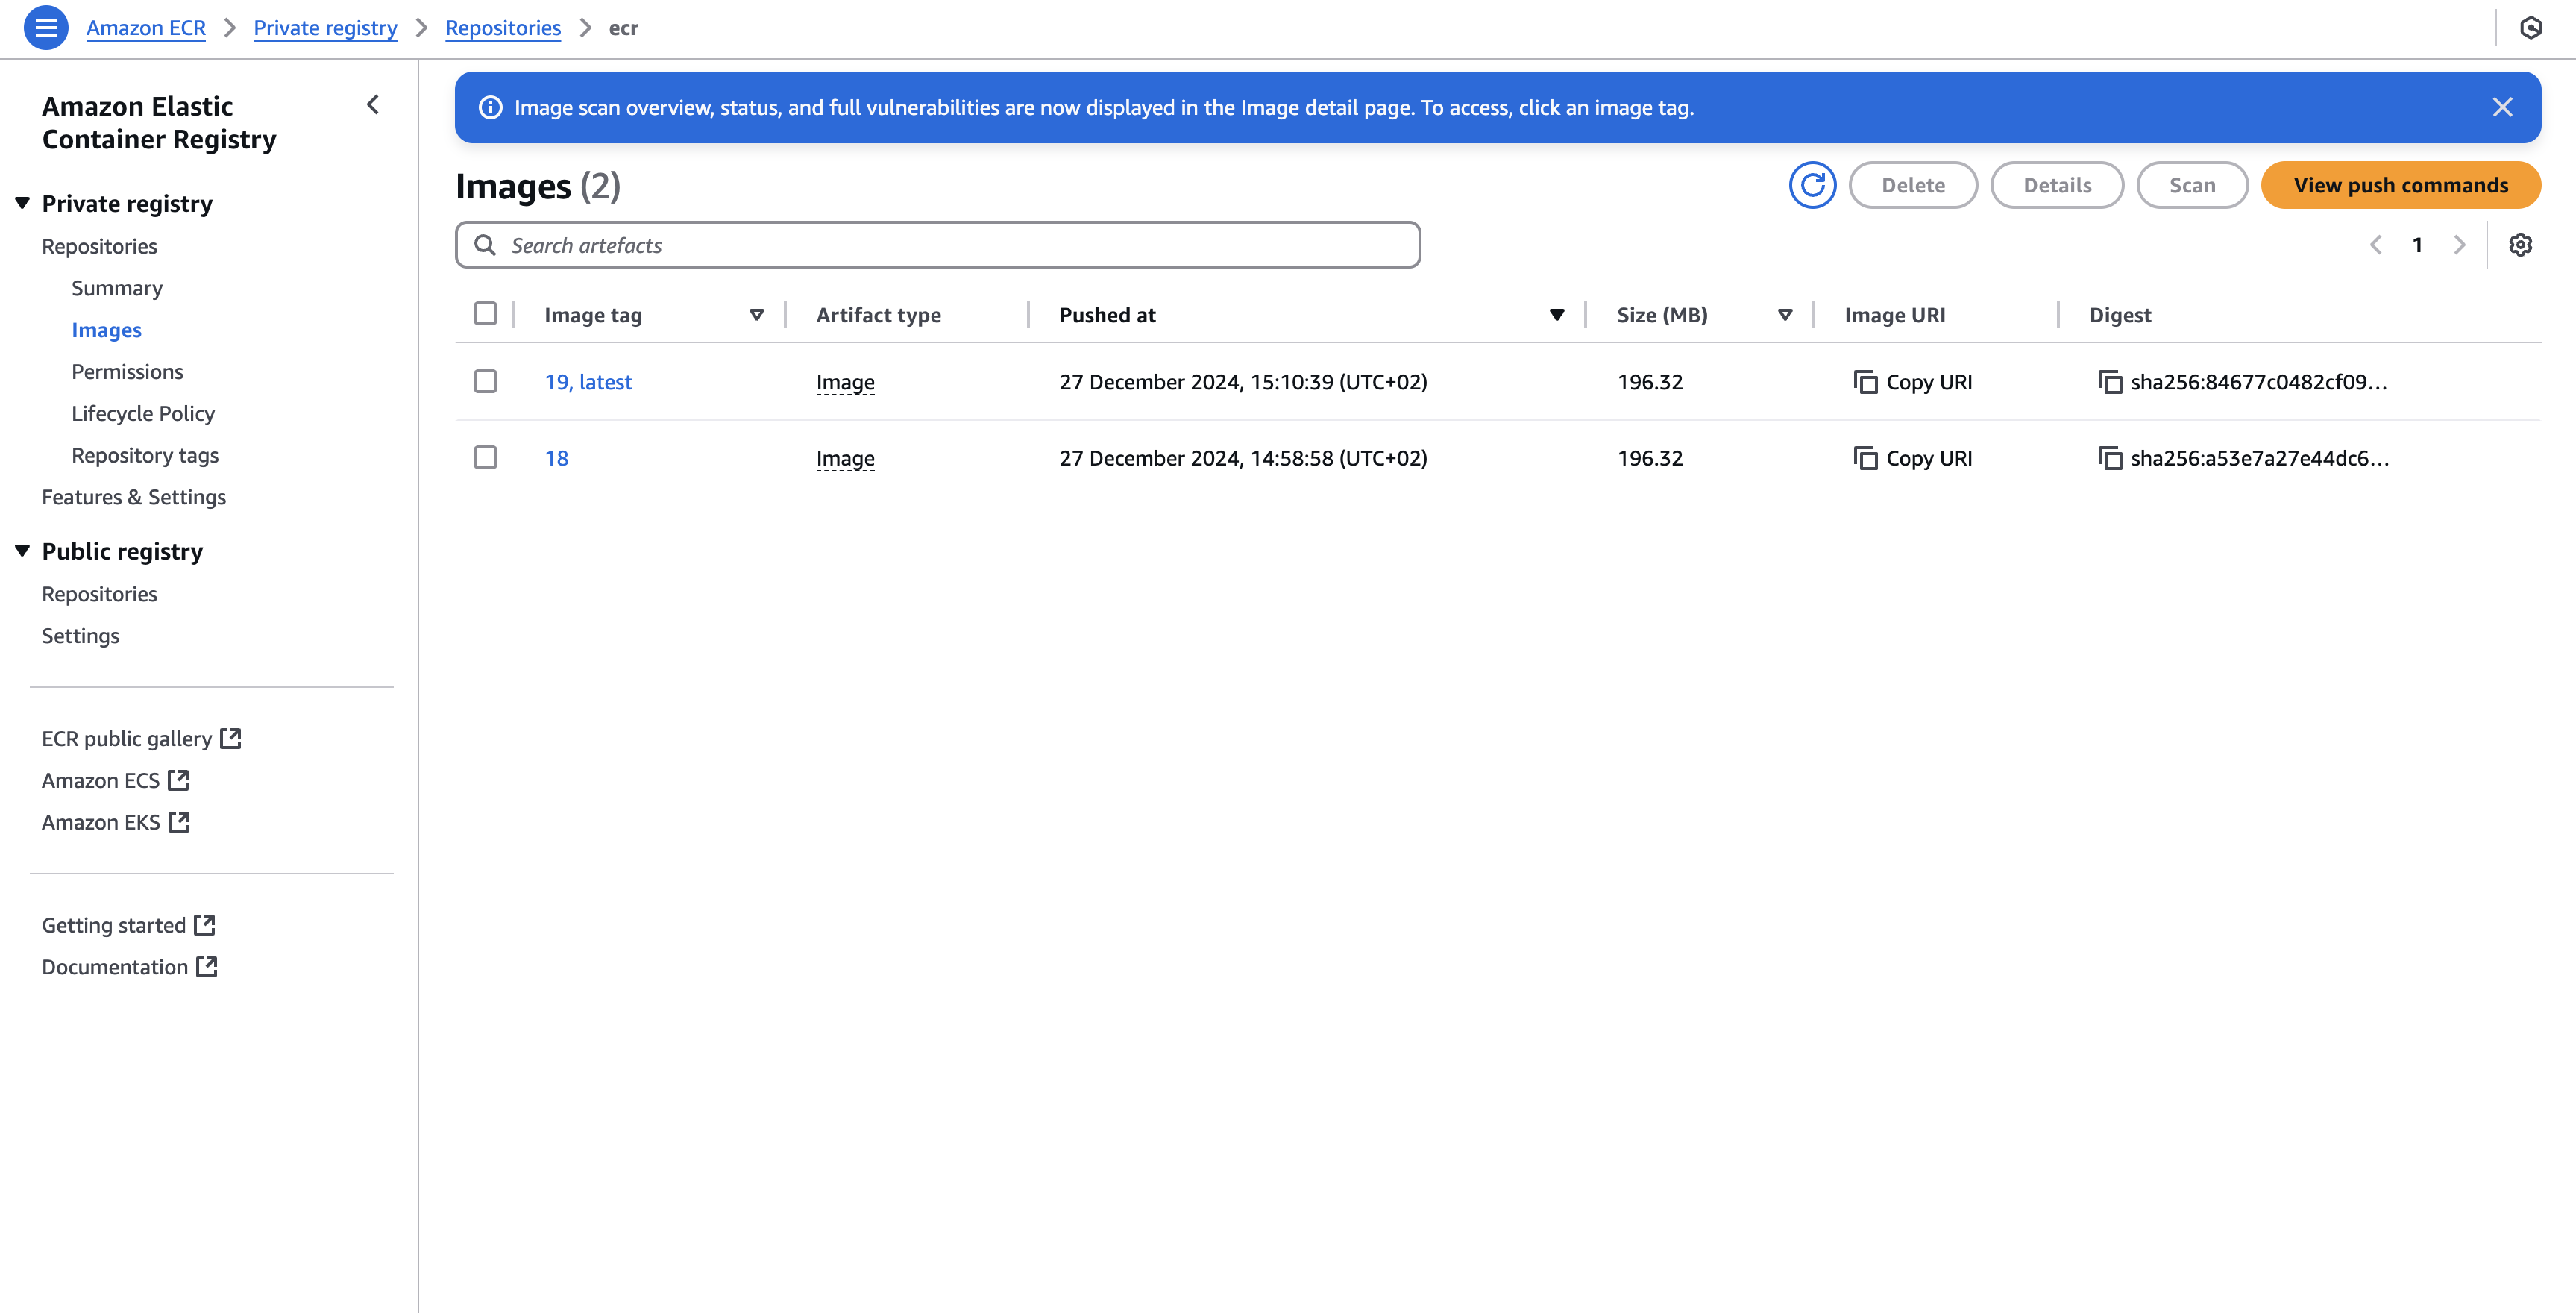 Amazon ECR > Private registry > Repositories > ecr
Amazon Elastic
Container Registry
Private registry
Repositories
Summary
Images
Permissions
Lifecycle Policy
Repository tags
Features & Settings
Public registry
Repositories
Settings
ECR public gallery
Amazon ECS
Amazon EKS
Getting started
Documentation
Image scan overview, status, and full vulnerabilities are now displayed in the Image detail page. To access, click an image tag.
Images (2)
Delete
Details
Scan
View push commands
Search artefacts
1
Image tag Artifact type Pushed at Size (MB) Image URI Digest
19, latest Image 27 December 2024, 15:10:39 (UTC+02) 196.32 Copy URI sha256:84677c0482cf09...
18 Image 27 December 2024, 14:58:58 (UTC+02) 196.32 Copy URI sha256:a53e7a27e44dc6...